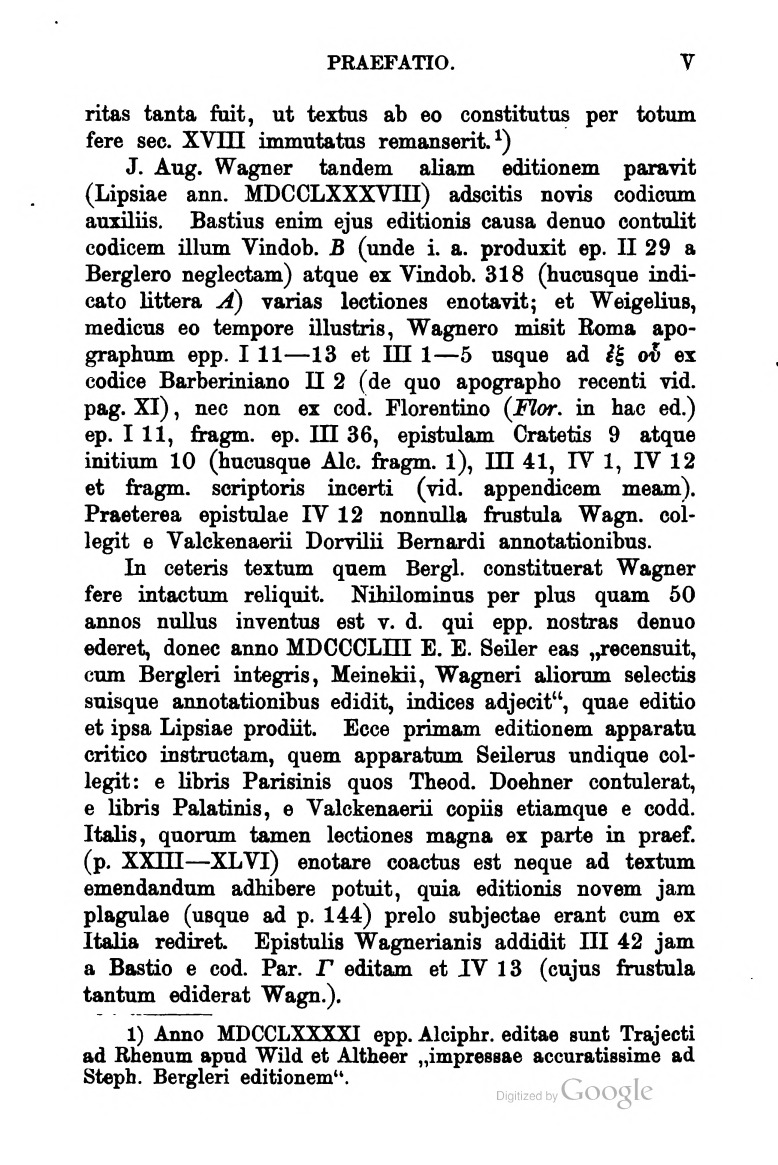 PRAEFATIO. V
ritas tanta fuit, ut textus ab eo constitutus per totum
fere sec. XVIII immutatus remanserit.¹)
J. Aug. Wagner tandem aliam editionem paravit
(Lipsiae ann. MDCCLXXXVIII) adscitis novis codicum
auxiliis. Bastius enim ejus editionis causa denuo contulit
codicem illum Vindob. B (unde i. a. produxit ep. II 29 a
Berglero neglectam) atque ex Vindob. 318 (hucusque indi-
cato littera A) varias lectiones enotavit; et Weigelius,
medicus eo tempore illustris, Wagnero misit Roma apo-
graphum epp. I 11—13 et III 1—5 usque ad ἐξ οὗ ex
codice Barberiniano II 2 (de quo apographo recenti vid.
pag. XI), nec non ex cod. Florentino (Flor. in hac ed.)
ep. I 11, fragm. ep. III 36, epistulam Cratetis 9 atque
initium 10 (hucusque Alc. fragm. 1), III 41, IV 1, IV 12
et fragm. scriptoris incerti (vid. appendicem meam).
Praeterea epistulae IV 12 nonnulla frustula Wagn. col-
legit e Valckenaerii Dorvilii Bernardi annotationibus.
In ceteris textum quem Bergl. constituerat Wagner
fere intactum reliquit. Nihilominus per plus quam 50
annos nullus inventus est v. d. qui epp. nostras denuo
ederet, donec anno MDCCCLIII E. E. Seiler eas „recensuit,
cum Bergleri integris, Meinekii, Wagneri aliorum selectis
suisque annotationibus edidit, indices adjecit“, quae editio
et ipsa Lipsiae prodiit. Ecce primam editionem apparatu
critico instructam, quem apparatum Seilerus undique col-
legit: e libris Parisinis quos Theod. Doehner contulerat,
e libris Palatinis, e Valckenaerii copiis etiamque e codd.
Italis, quorum tamen lectiones magna ex parte in praef.
(p. XXIII—XLVI) enotare coactus est neque ad textum
emendandum adhibere potuit, quia editionis novem jam
plagulae (usque ad p. 144) prelo subjectae erant cum ex
Italia rediret. Epistulis Wagnerianis addidit III 42 jam
a Bastio e cod. Par. Γ editam et IV 13 (cujus frustula
tantum ediderat Wagn.).
1) Anno MDCCLXXXXI epp. Alciphr. editae sunt Trajecti
ad Rhenum apud Wild et Altheer „impressae accuratissime ad
Steph. Bergleri editionem“.
Digitized by Google